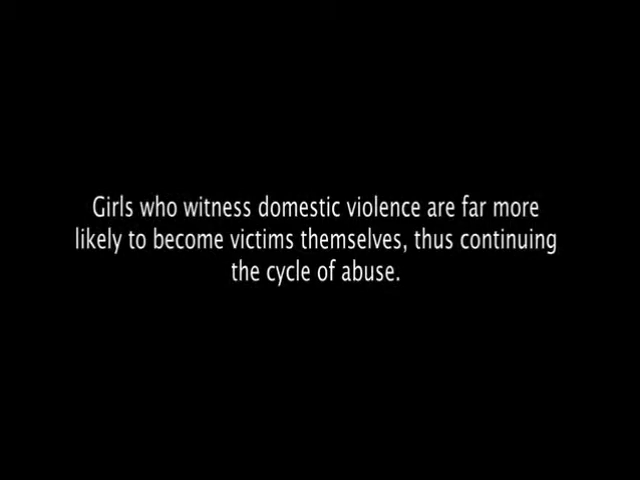 Girls who witness domestic violence are far more
likely to become victims themselves, thus continuing
the cycle of abuse.